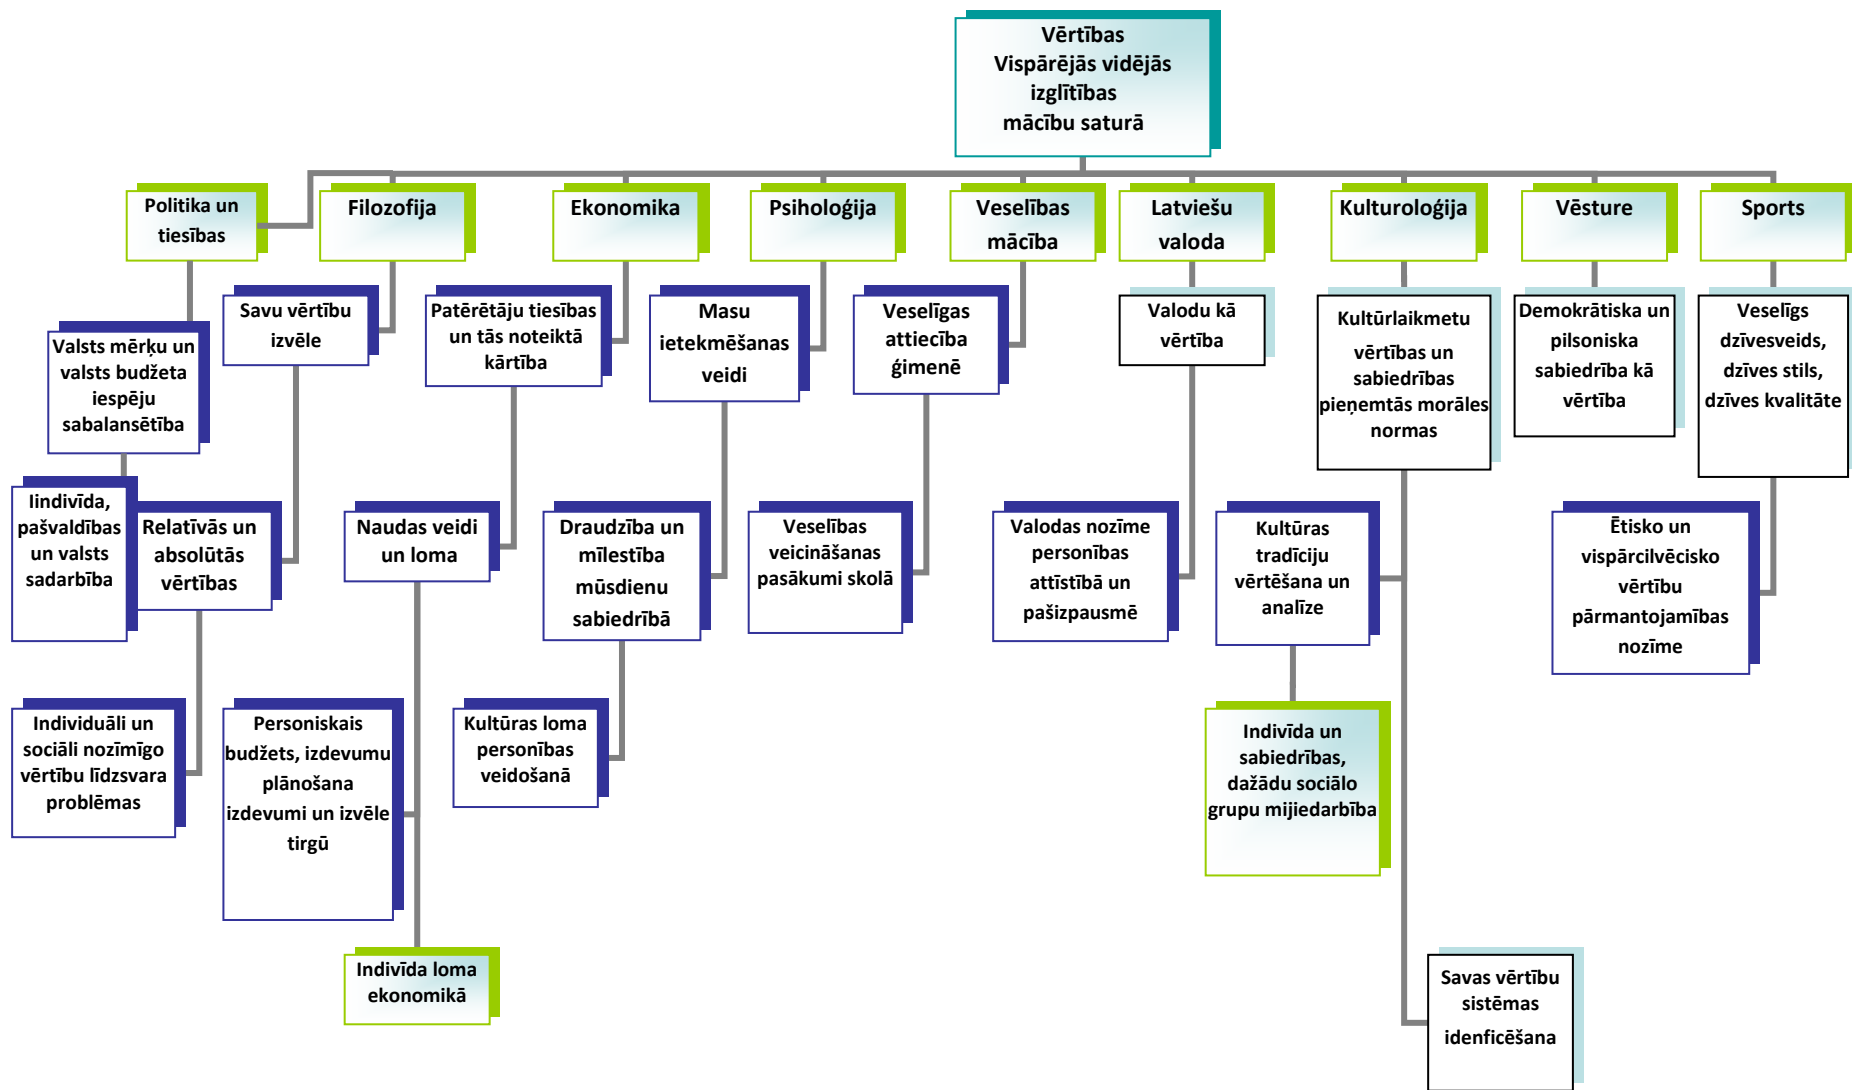 Vērtības
Vispārējās vidējās
izglītības
mācību saturā
Politika un
tiesības
Filozofija
Ekonomika
Psiholoģija
Veselības
mācība
Latviešu
valoda
Kulturoloģija
Vēsture
Sports
Valsts mērķu un
valsts budžeta
iespēju
sabalansētība
Savu vērtību
izvēle
Patērētāju tiesības
un tās noteiktā
kārtība
Masu
ietekmēšanas
veidi
Veselīgas
attiecība
ģimenē
Valodu kā
vērtība
Kultūrlaikmetu
vērtības un
sabiedrības
pieņemtās morāles
normas
Demokrātiska un
pilsoniska
sabiedrība kā
vērtība
Veselīgs
dzīvesveids,
dzīves stils,
dzīves kvalitāte
Iindivīda,
pašvaldības
un valsts
sadarbība
Relatīvās un
absolūtās
vērtības
Naudas veidi
un loma
Draudzība un
mīlestība
mūsdienu
sabiedrībā
Veselības
veicināšanas
pasākumi skolā
Valodas nozīme
personības
attīstībā un
pašizpausmē
Kultūras
tradīciju
vērtēšana un
analīze
Ētisko un
vispārcilvēcisko
vērtību
pārmantojamības
nozīme
Individuāli un
sociāli nozīmīgo
vērtību līdzsvara
problēmas
Personiskais
budžets, izdevumu
plānošana
izdevumi un izvēle
tirgū
Kultūras loma
personības
veidošanā
Indivīda un
sabiedrības,
dažādu sociālo
grupu mijiedarbība
Indivīda loma
ekonomikā
Savas vērtību
sistēmas
idenficēšana